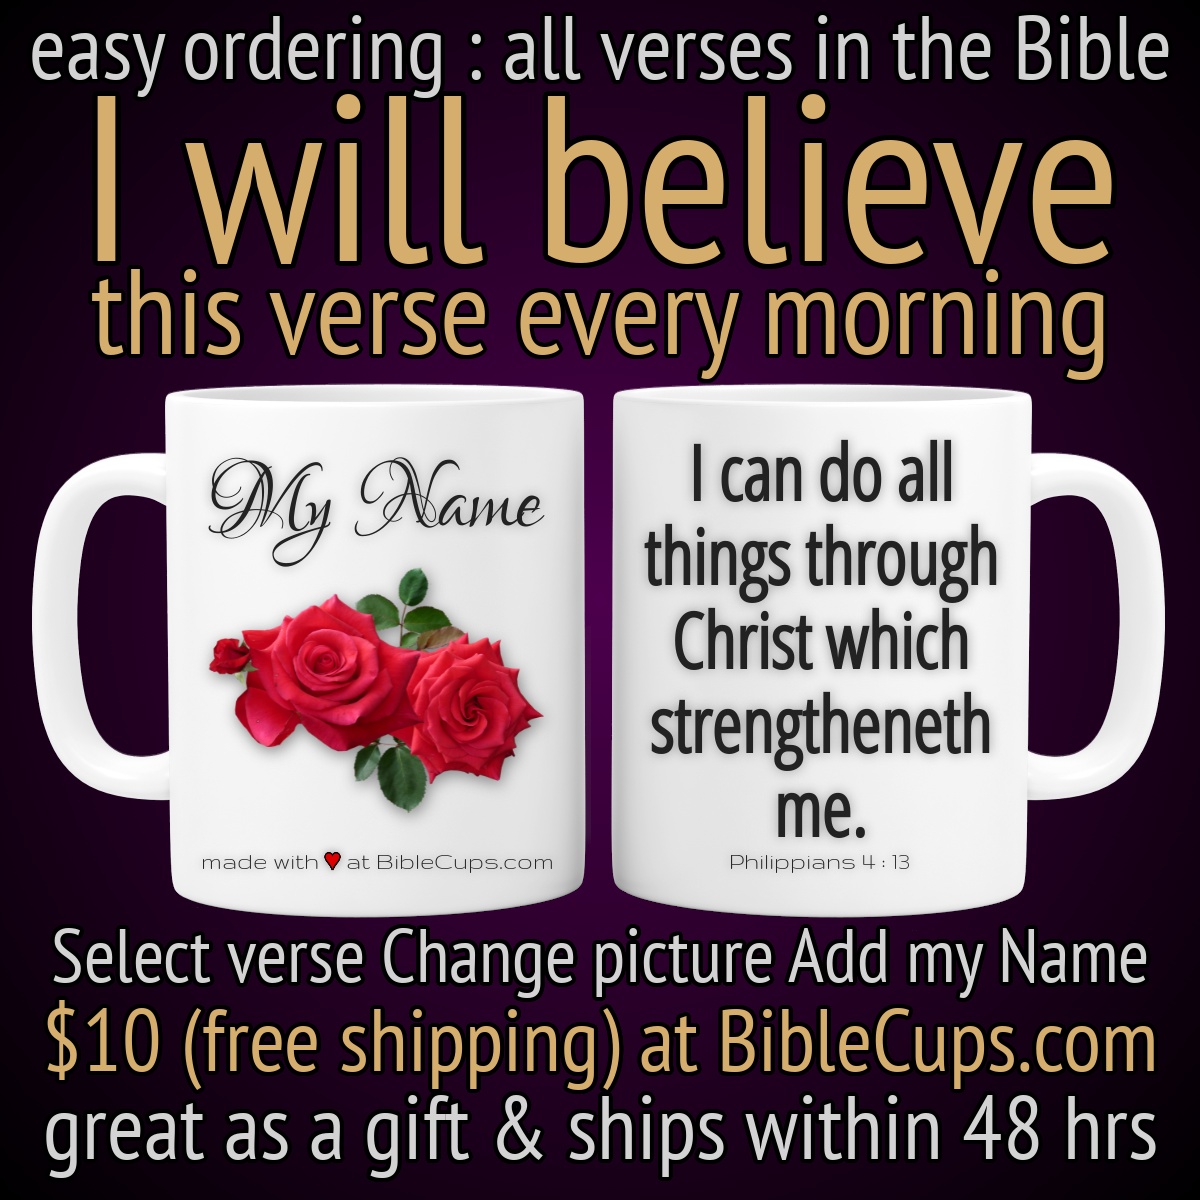 easy ordering : all verses in the Bible
I will believe
this verse every morning
My Name
made with ♥ at BibleCups.com
I can do all
things through
Christ which
strengtheneth
me.
Philippians 4 : 13
Select verse Change picture Add my Name
$10 (free shipping) at BibleCups.com
great as a gift & ships within 48 hrs